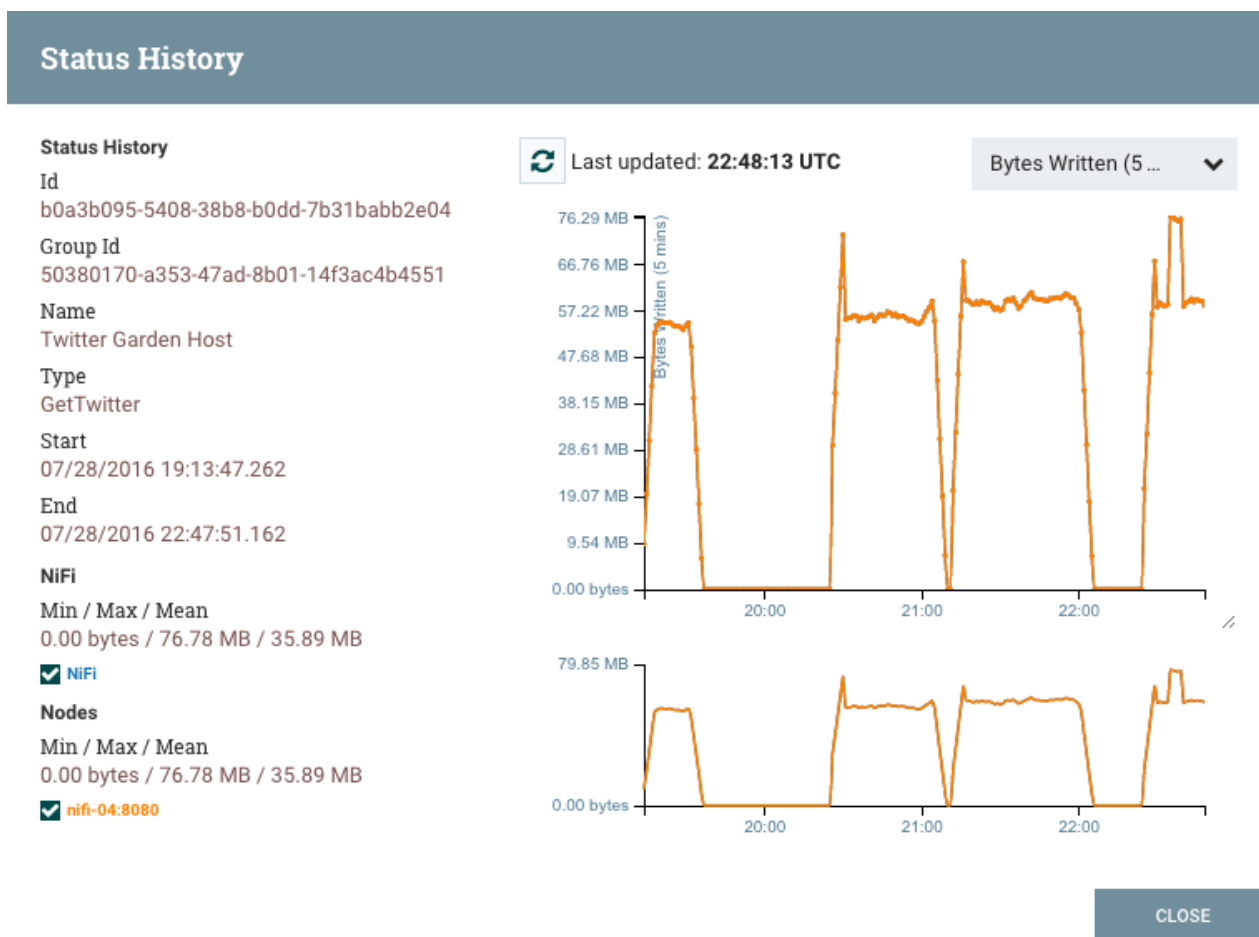 Status History
Status History
Id
b0a3b095-5408-38b8-b0dd-7b31babb2e04
Group Id
50380170-a353-47ad-8b01-14f3ac4b4551
Name
Twitter Garden Host
Type
GetTwitter
Start
07/28/2016 19:13:47.262
End
07/28/2016 22:47:51.162
NiFi
Min / Max / Mean
0.00 bytes / 76.78 MB / 35.89 MB
NiFi
Nodes
Min / Max / Mean
0.00 bytes / 76.78 MB / 35.89 MB
nifi-04:8080
Last updated: 22:48:13 UTC
Bytes Written (5 ...
76.29 MB
66.76 MB
57.22 MB
47.68 MB
38.15 MB
28.61 MB
19.07 MB
9.54 MB
0.00 bytes
Bytes Written (5 mins)
20:00 21:00 22:00
79.85 MB
0.00 bytes
20:00 21:00 22:00
CLOSE